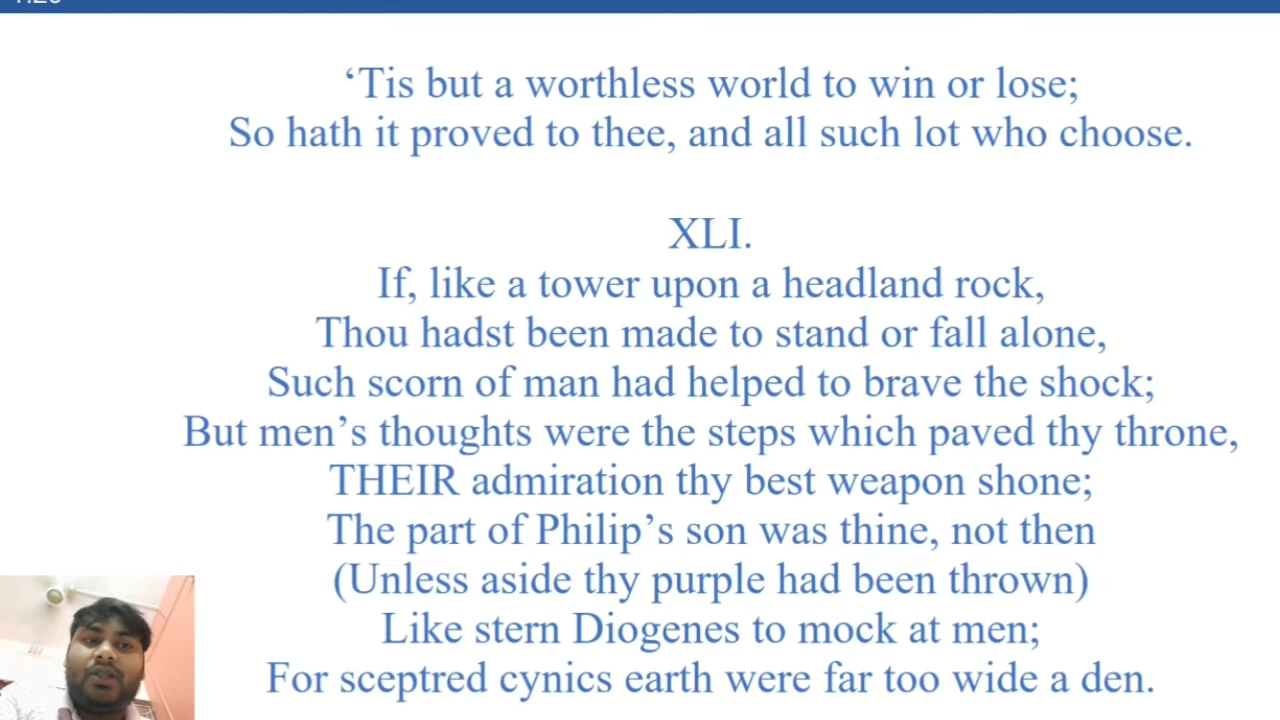 ‘Tis but a worthless world to win or lose;
So hath it proved to thee, and all such lot who choose.
XLI.
If, like a tower upon a headland rock,
Thou hadst been made to stand or fall alone,
Such scorn of man had helped to brave the shock;
But men’s thoughts were the steps which paved thy throne,
THEIR admiration thy best weapon shone;
The part of Philip’s son was thine, not then
(Unless aside thy purple had been thrown)
Like stern Diogenes to mock at men;
For sceptred cynics earth were far too wide a den.